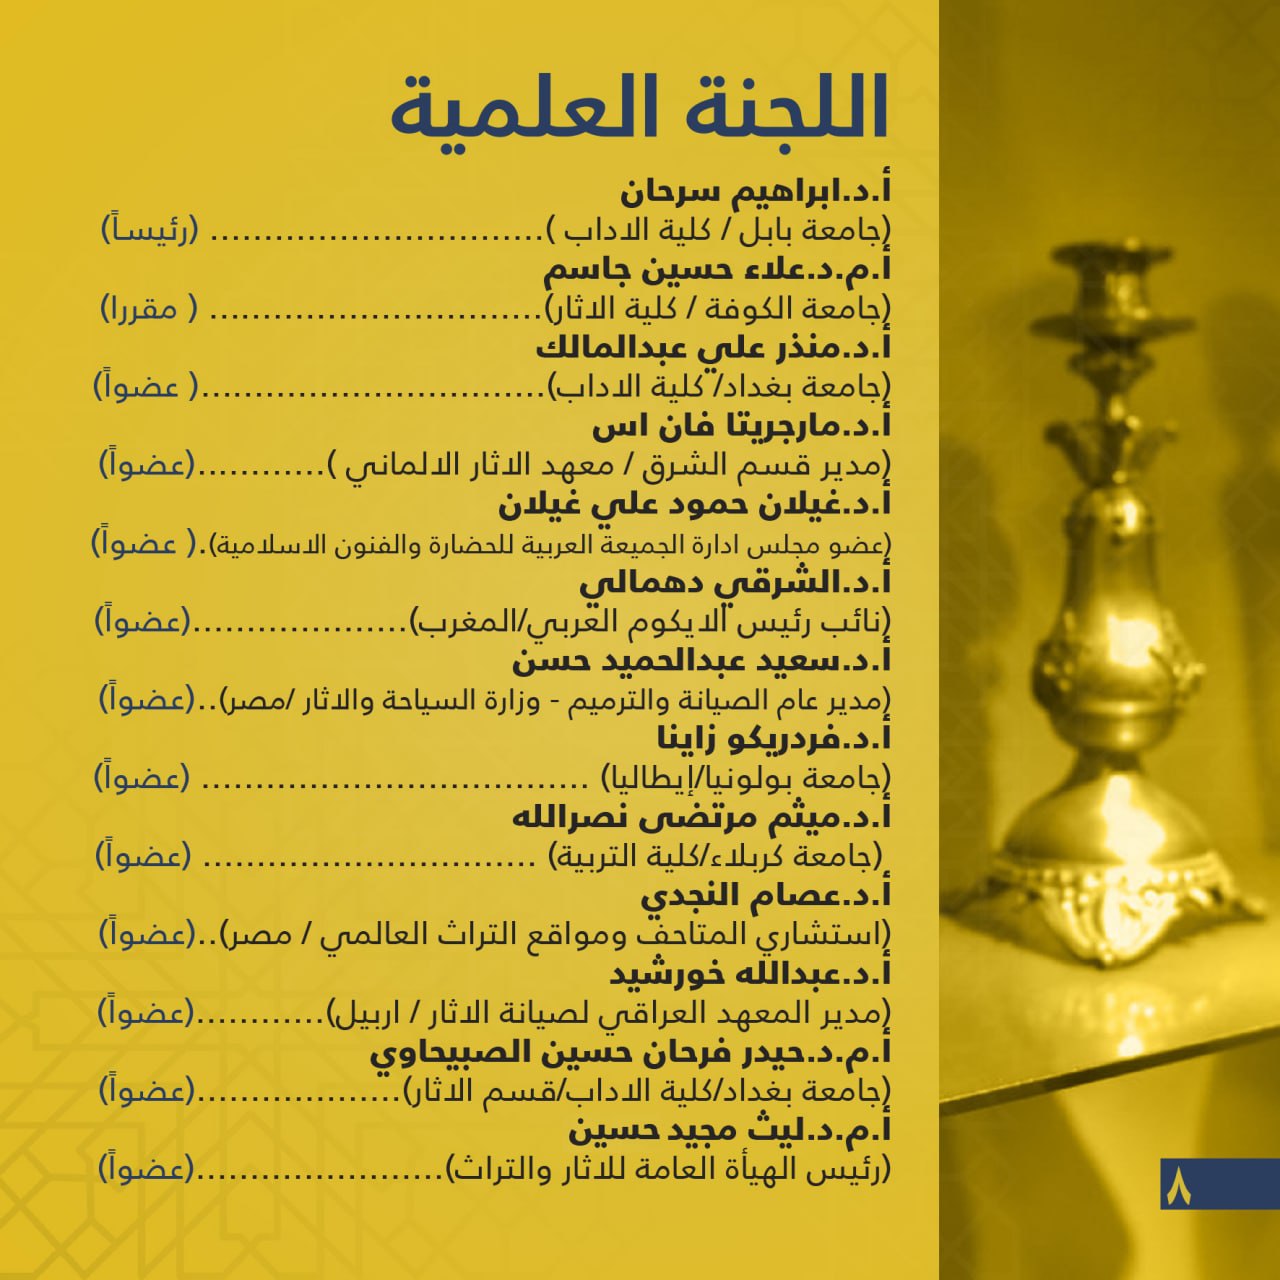 اللجنة العلمية
أ.د.ابراهيم سرحان
(جامعة بابل / كلية الاداب )............................... (رئيسـاً)
أ.م.د.علاء حسين جاسم
(جامعة الكوفة / كلية الاثار)............................... ( مقررا)
أ.د.منذر علي عبدالمالك
(جامعة بغداد/ كلية الاداب)................................( عضواً)
أ.د.مارجريتا فان اس
(مدير قسم الشرق / معهد الاثار الالماني )............(عضواً)
أ.د.غيلان حمود علي غيلان
(عضو مجلس ادارة الجميعة العربية للحضارة والفنون الاسلامية).( عضواً)
أ.د.الشرقي دهمالي
(نائب رئيس الايكوم العربي/المغرب)....................(عضواً)
أ.د.سعيد عبدالحميد حسن
(مدير عام الصيانة والترميم - وزارة السياحة والاثار /مصر)..(عضواً)
أ.د.فردريكو زاينا
(جامعة بولونيا/إيطاليا) .................................... (عضواً)
أ.د.ميثم مرتضى نصرالله
(جامعة كربلاء/كلية التربية) ............................... (عضواً)
أ.د.عصام النجدي
(استشاري المتاحف ومواقع التراث العالمي / مصر)..(عضواً)
أ.د.عبدالله خورشيد
(مدير المعهد العراقي لصيانة الاثار / اربيل)............(عضواً)
أ.م.د.حيدر فرحان حسين الصبيحاوي
(جامعة بغداد/كلية الاداب/قسم الاثار)...................(عضواً)
أ.م.د.ليث مجيد حسين
(رئيس الهيأة العامة للاثار والتراث).......................(عضواً)
٨